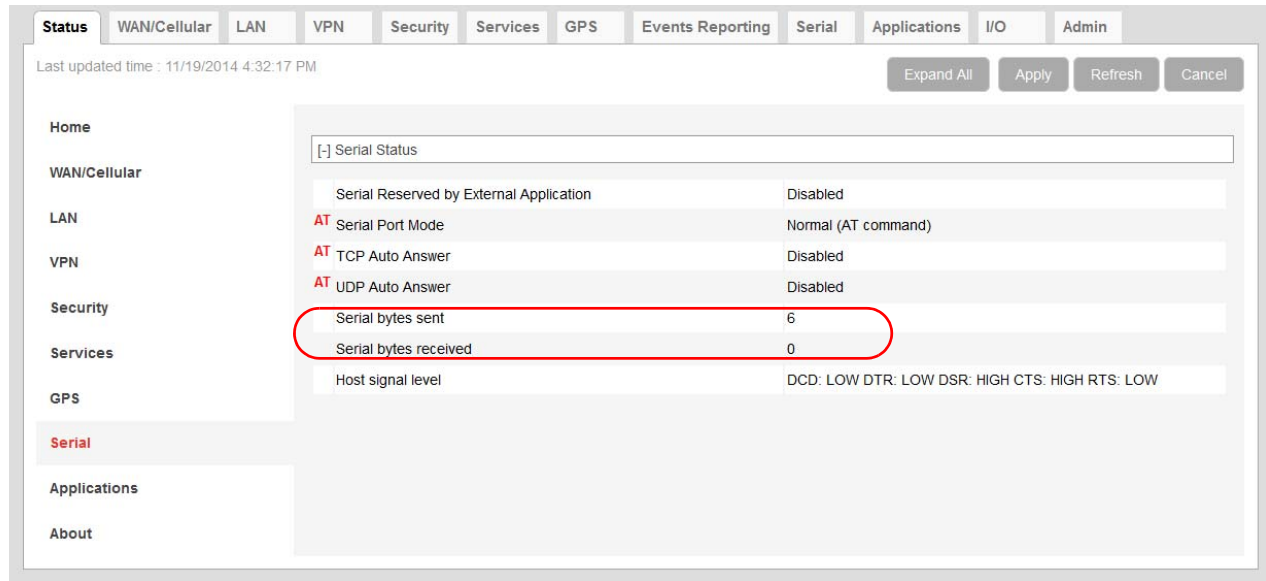 Status WAN/Cellular LAN VPN Security Services GPS Events Reporting Serial Applications I/O Admin
Last updated time : 11/19/2014 4:32:17 PM
Expand All Apply Refresh Cancel
Home
WAN/Cellular
LAN
VPN
Security
Services
GPS
Serial
Applications
About
[-] Serial Status
Serial Reserved by External Application Disabled
AT Serial Port Mode Normal (AT command)
AT TCP Auto Answer Disabled
AT UDP Auto Answer Disabled
Serial bytes sent 6
Serial bytes received 0
Host signal level DCD: LOW DTR: LOW DSR: HIGH CTS: HIGH RTS: LOW